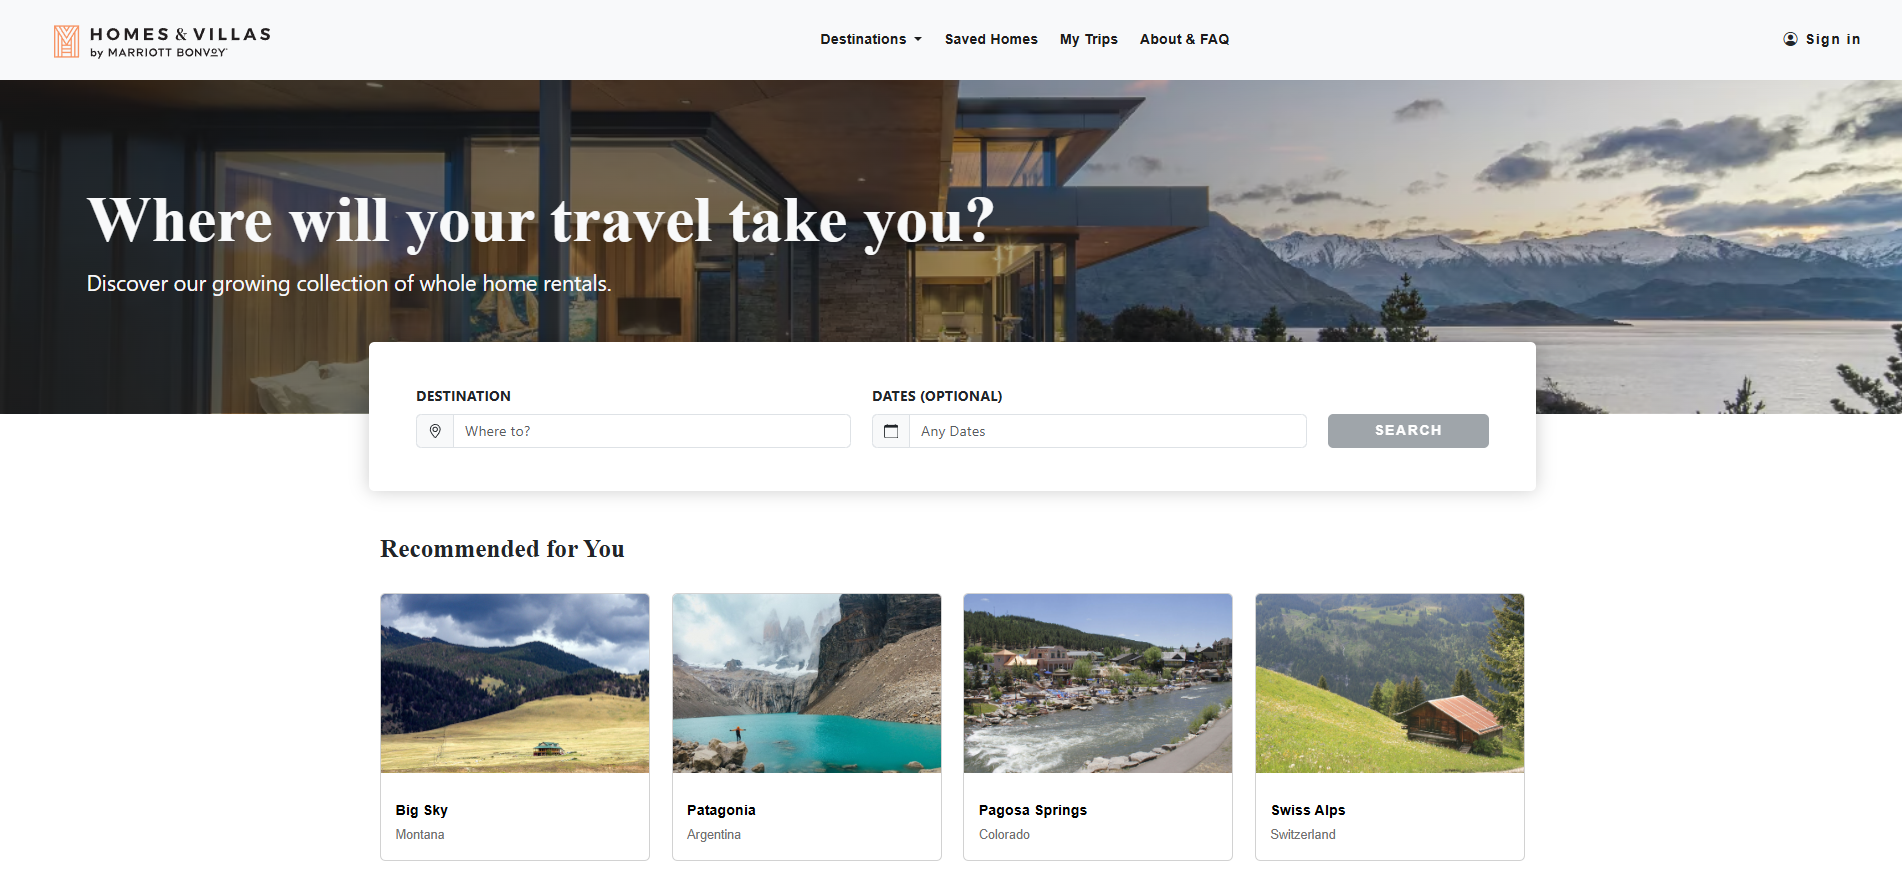 HOMES & VILLAS
by MARRIOTT BONVOY
Destinations
Saved Homes
My Trips
About & FAQ
Sign in
Where will your travel take you?
Discover our growing collection of whole home rentals.
DESTINATION
Where to?
DATES (OPTIONAL)
Any Dates
SEARCH
Recommended for You
Big Sky
Montana
Patagonia
Argentina
Pagosa Springs
Colorado
Swiss Alps
Switzerland